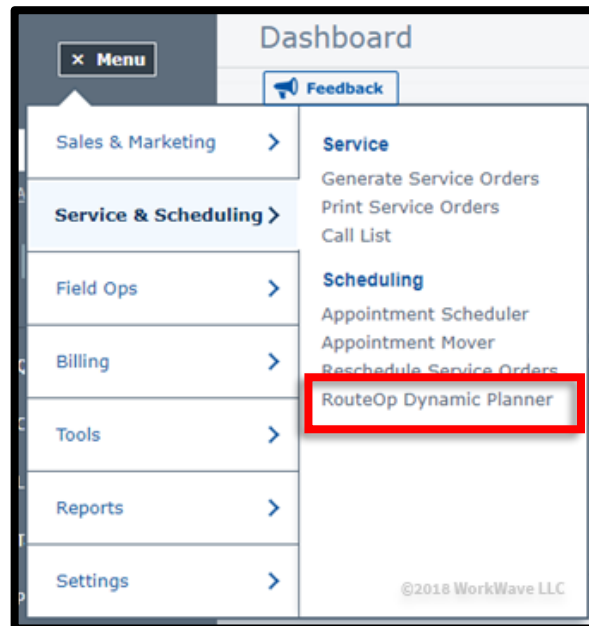 Dashboard
× Menu
Feedback
Sales & Marketing
Service & Scheduling
Field Ops
Billing
Tools
Reports
Settings
Service
Generate Service Orders
Print Service Orders
Call List
Scheduling
Appointment Scheduler
Appointment Mover
Reschedule Service Orders
RouteOp Dynamic Planner
©2018 WorkWave LLC